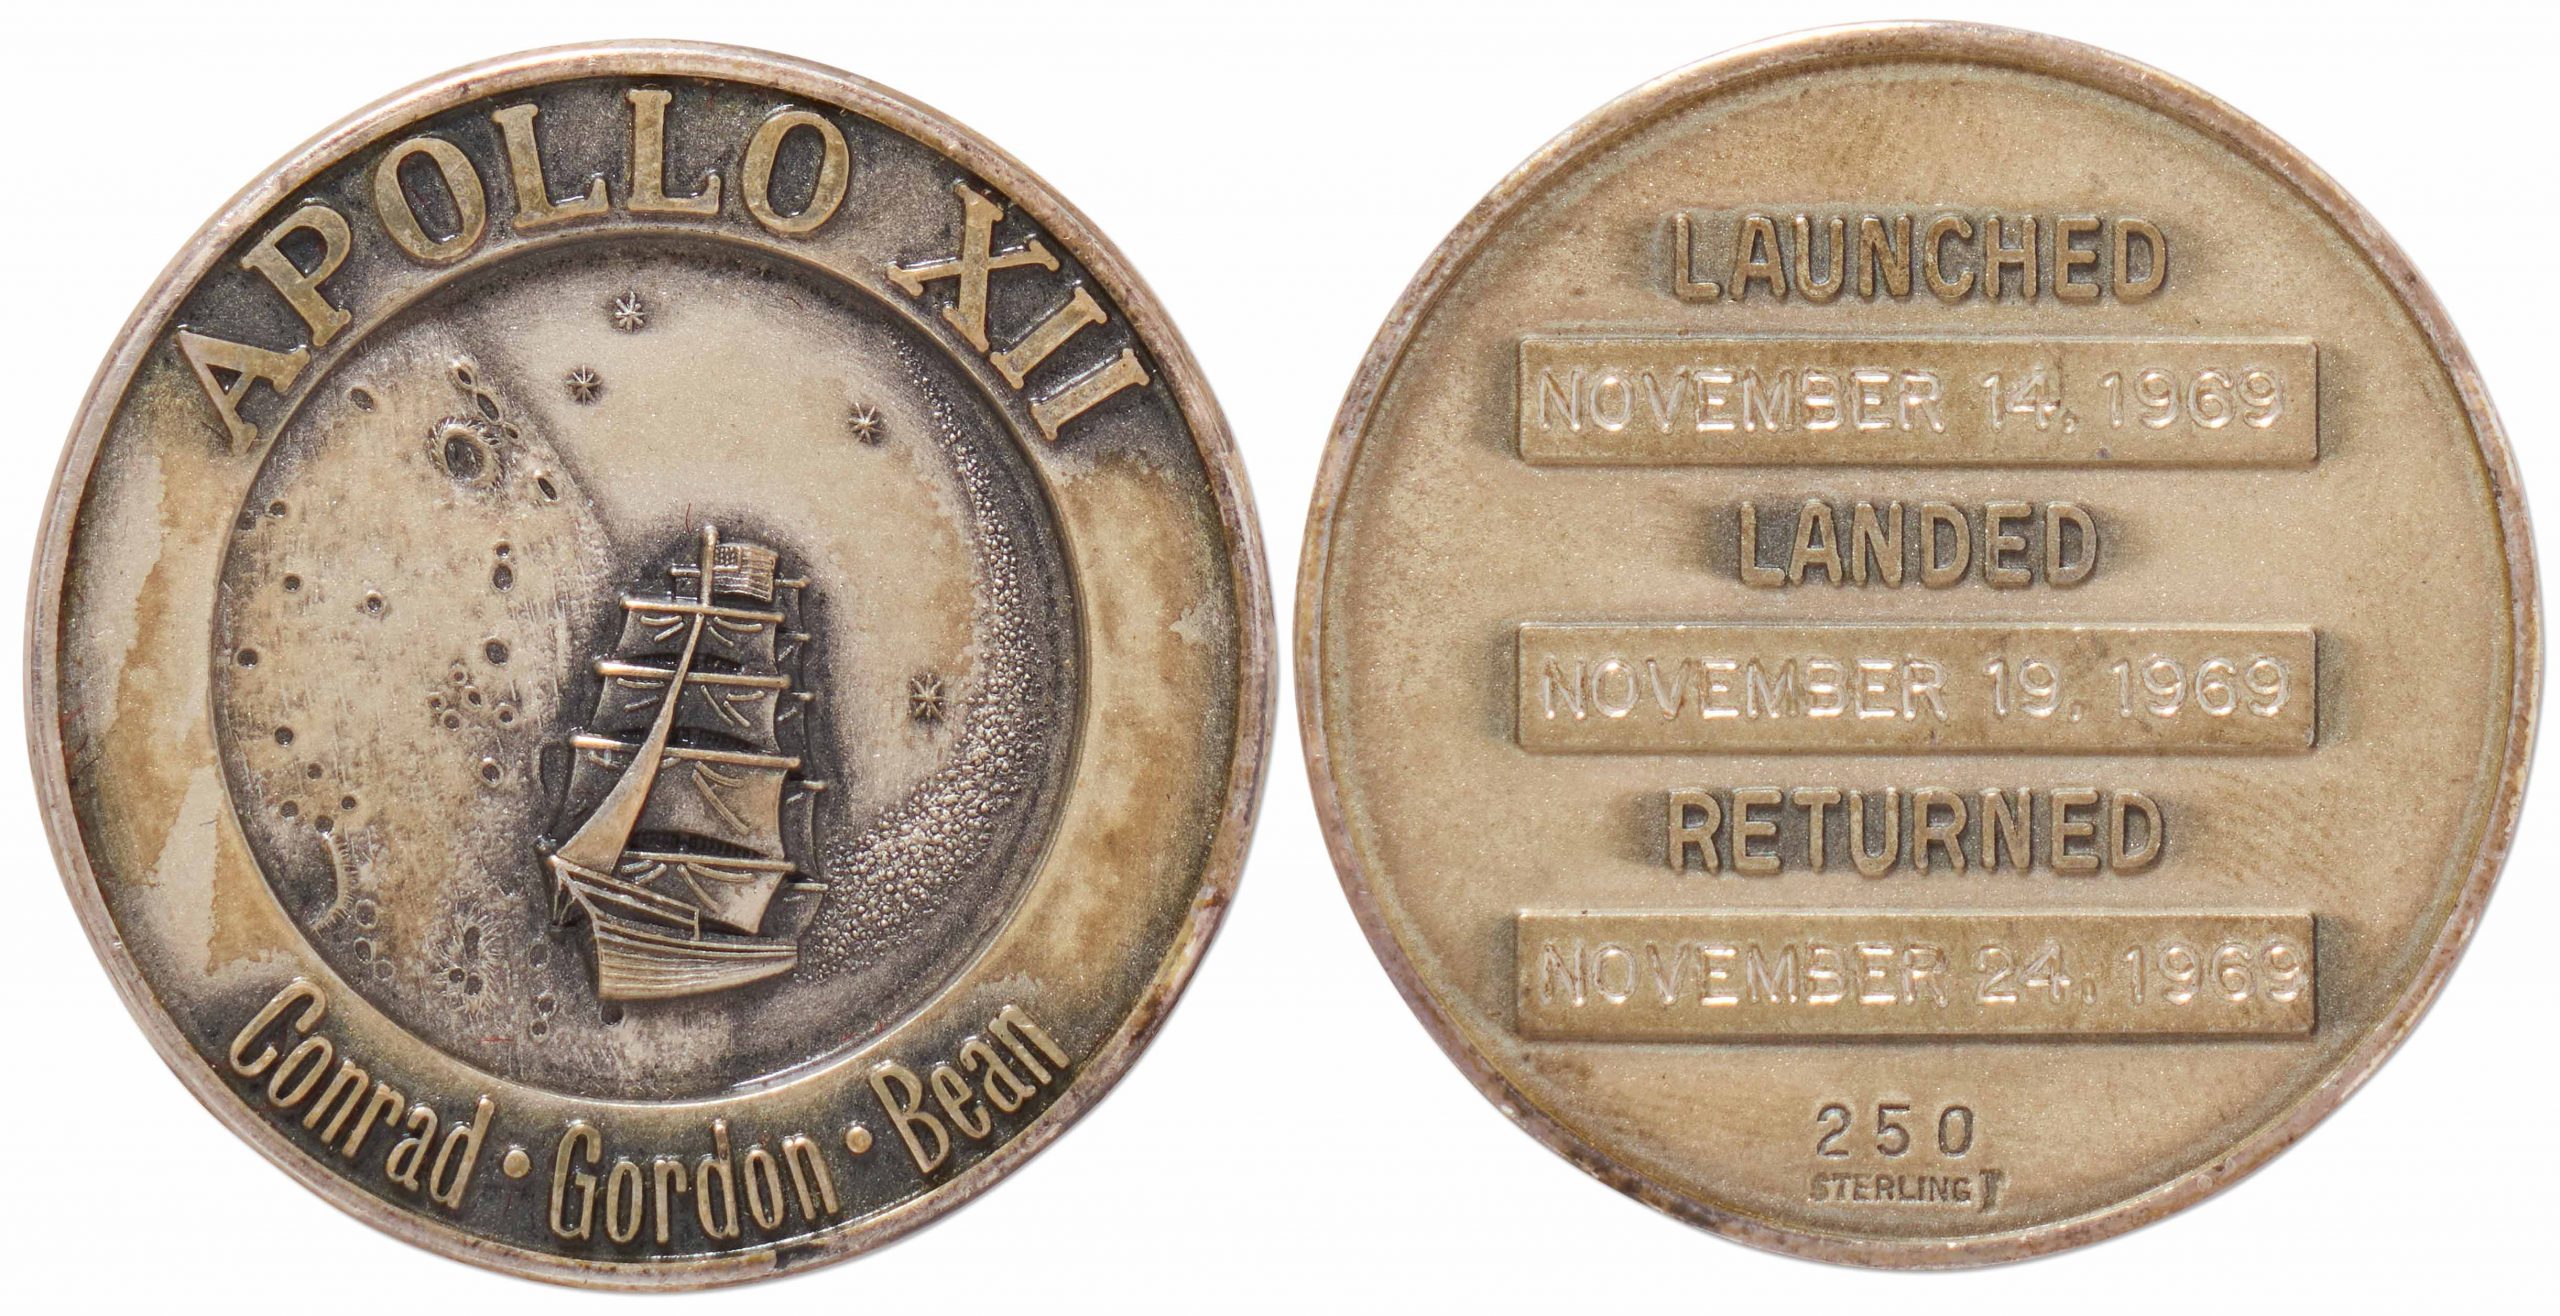 APOLLO XII
Conrad · Gordon · Bean
LAUNCHED
NOVEMBER 14, 1969
LANDED
NOVEMBER 19, 1969
RETURNED
NOVEMBER 24, 1969
250
STERLING